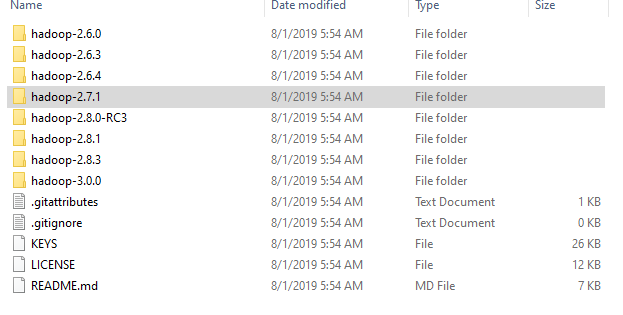 Name Date modified Type Size
hadoop-2.6.0 8/1/2019 5:54 AM File folder
hadoop-2.6.3 8/1/2019 5:54 AM File folder
hadoop-2.6.4 8/1/2019 5:54 AM File folder
hadoop-2.7.1 8/1/2019 5:54 AM File folder
hadoop-2.8.0-RC3 8/1/2019 5:54 AM File folder
hadoop-2.8.1 8/1/2019 5:54 AM File folder
hadoop-2.8.3 8/1/2019 5:54 AM File folder
hadoop-3.0.0 8/1/2019 5:54 AM File folder
.gitattributes 8/1/2019 5:54 AM Text Document 1 KB
.gitignore 8/1/2019 5:54 AM Text Document 0 KB
KEYS 8/1/2019 5:54 AM File 26 KB
LICENSE 8/1/2019 5:54 AM File 12 KB
README.md 8/1/2019 5:54 AM MD File 7 KB